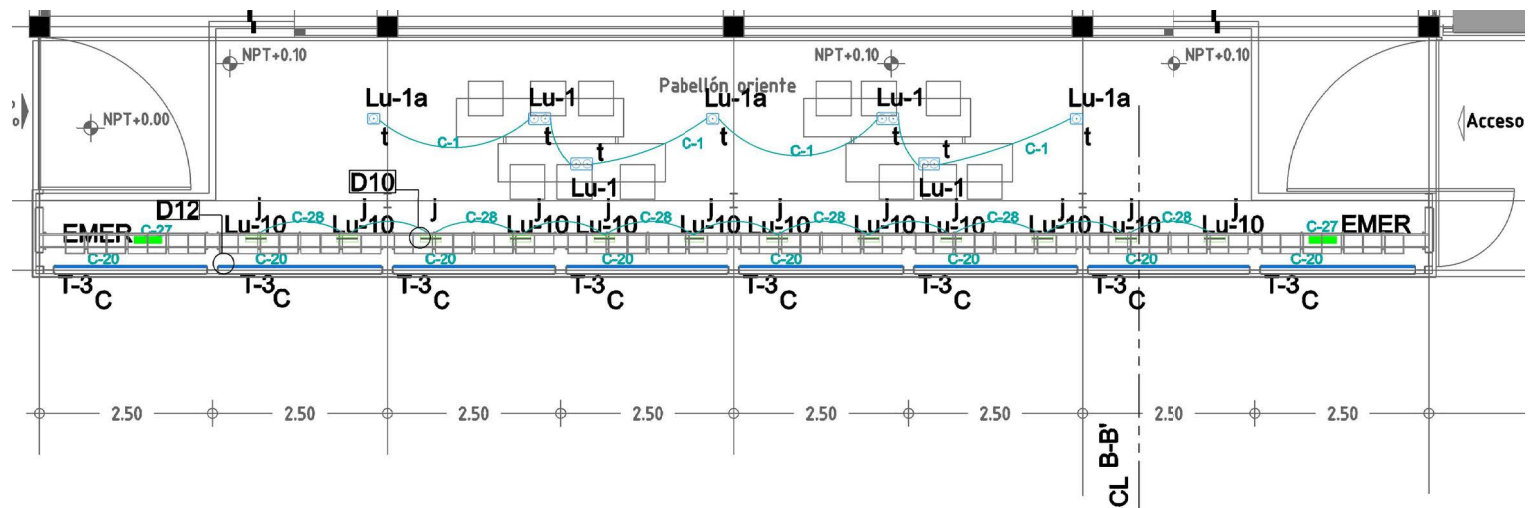 NPT+0.10
NPT+0.10
NPT+0.10
Pabellón oriente
Lu-1a
Lu-1
Lu-1a
Lu-1
Lu-1a
NPT+0.00
Acceso
t
t
t
t
t
C-1
C-1
C-1
C-1
t
t
Lu-1
Lu-1
D10
D12
j
j
j
j
j
j
j
j
j
j
j
EMER
C-27
Lu-10
C-28
Lu-10
C-28
Lu-10
Lu-10
C-28
Lu-10
Lu-10
C-28
Lu-10
Lu-10
C-28
Lu-10
Lu-10
C-28
Lu-10
C-27
EMER
C-20
C-20
C-20
C-20
C-20
C-20
C-20
C-20
T-3 C
T-3 C
T-3 C
T-3 C
T-3 C
T-3 C
T-3 C
T-3 C
2.50
2.50
2.50
2.50
2.50
2.50
2.50
2.50
CL B-B'